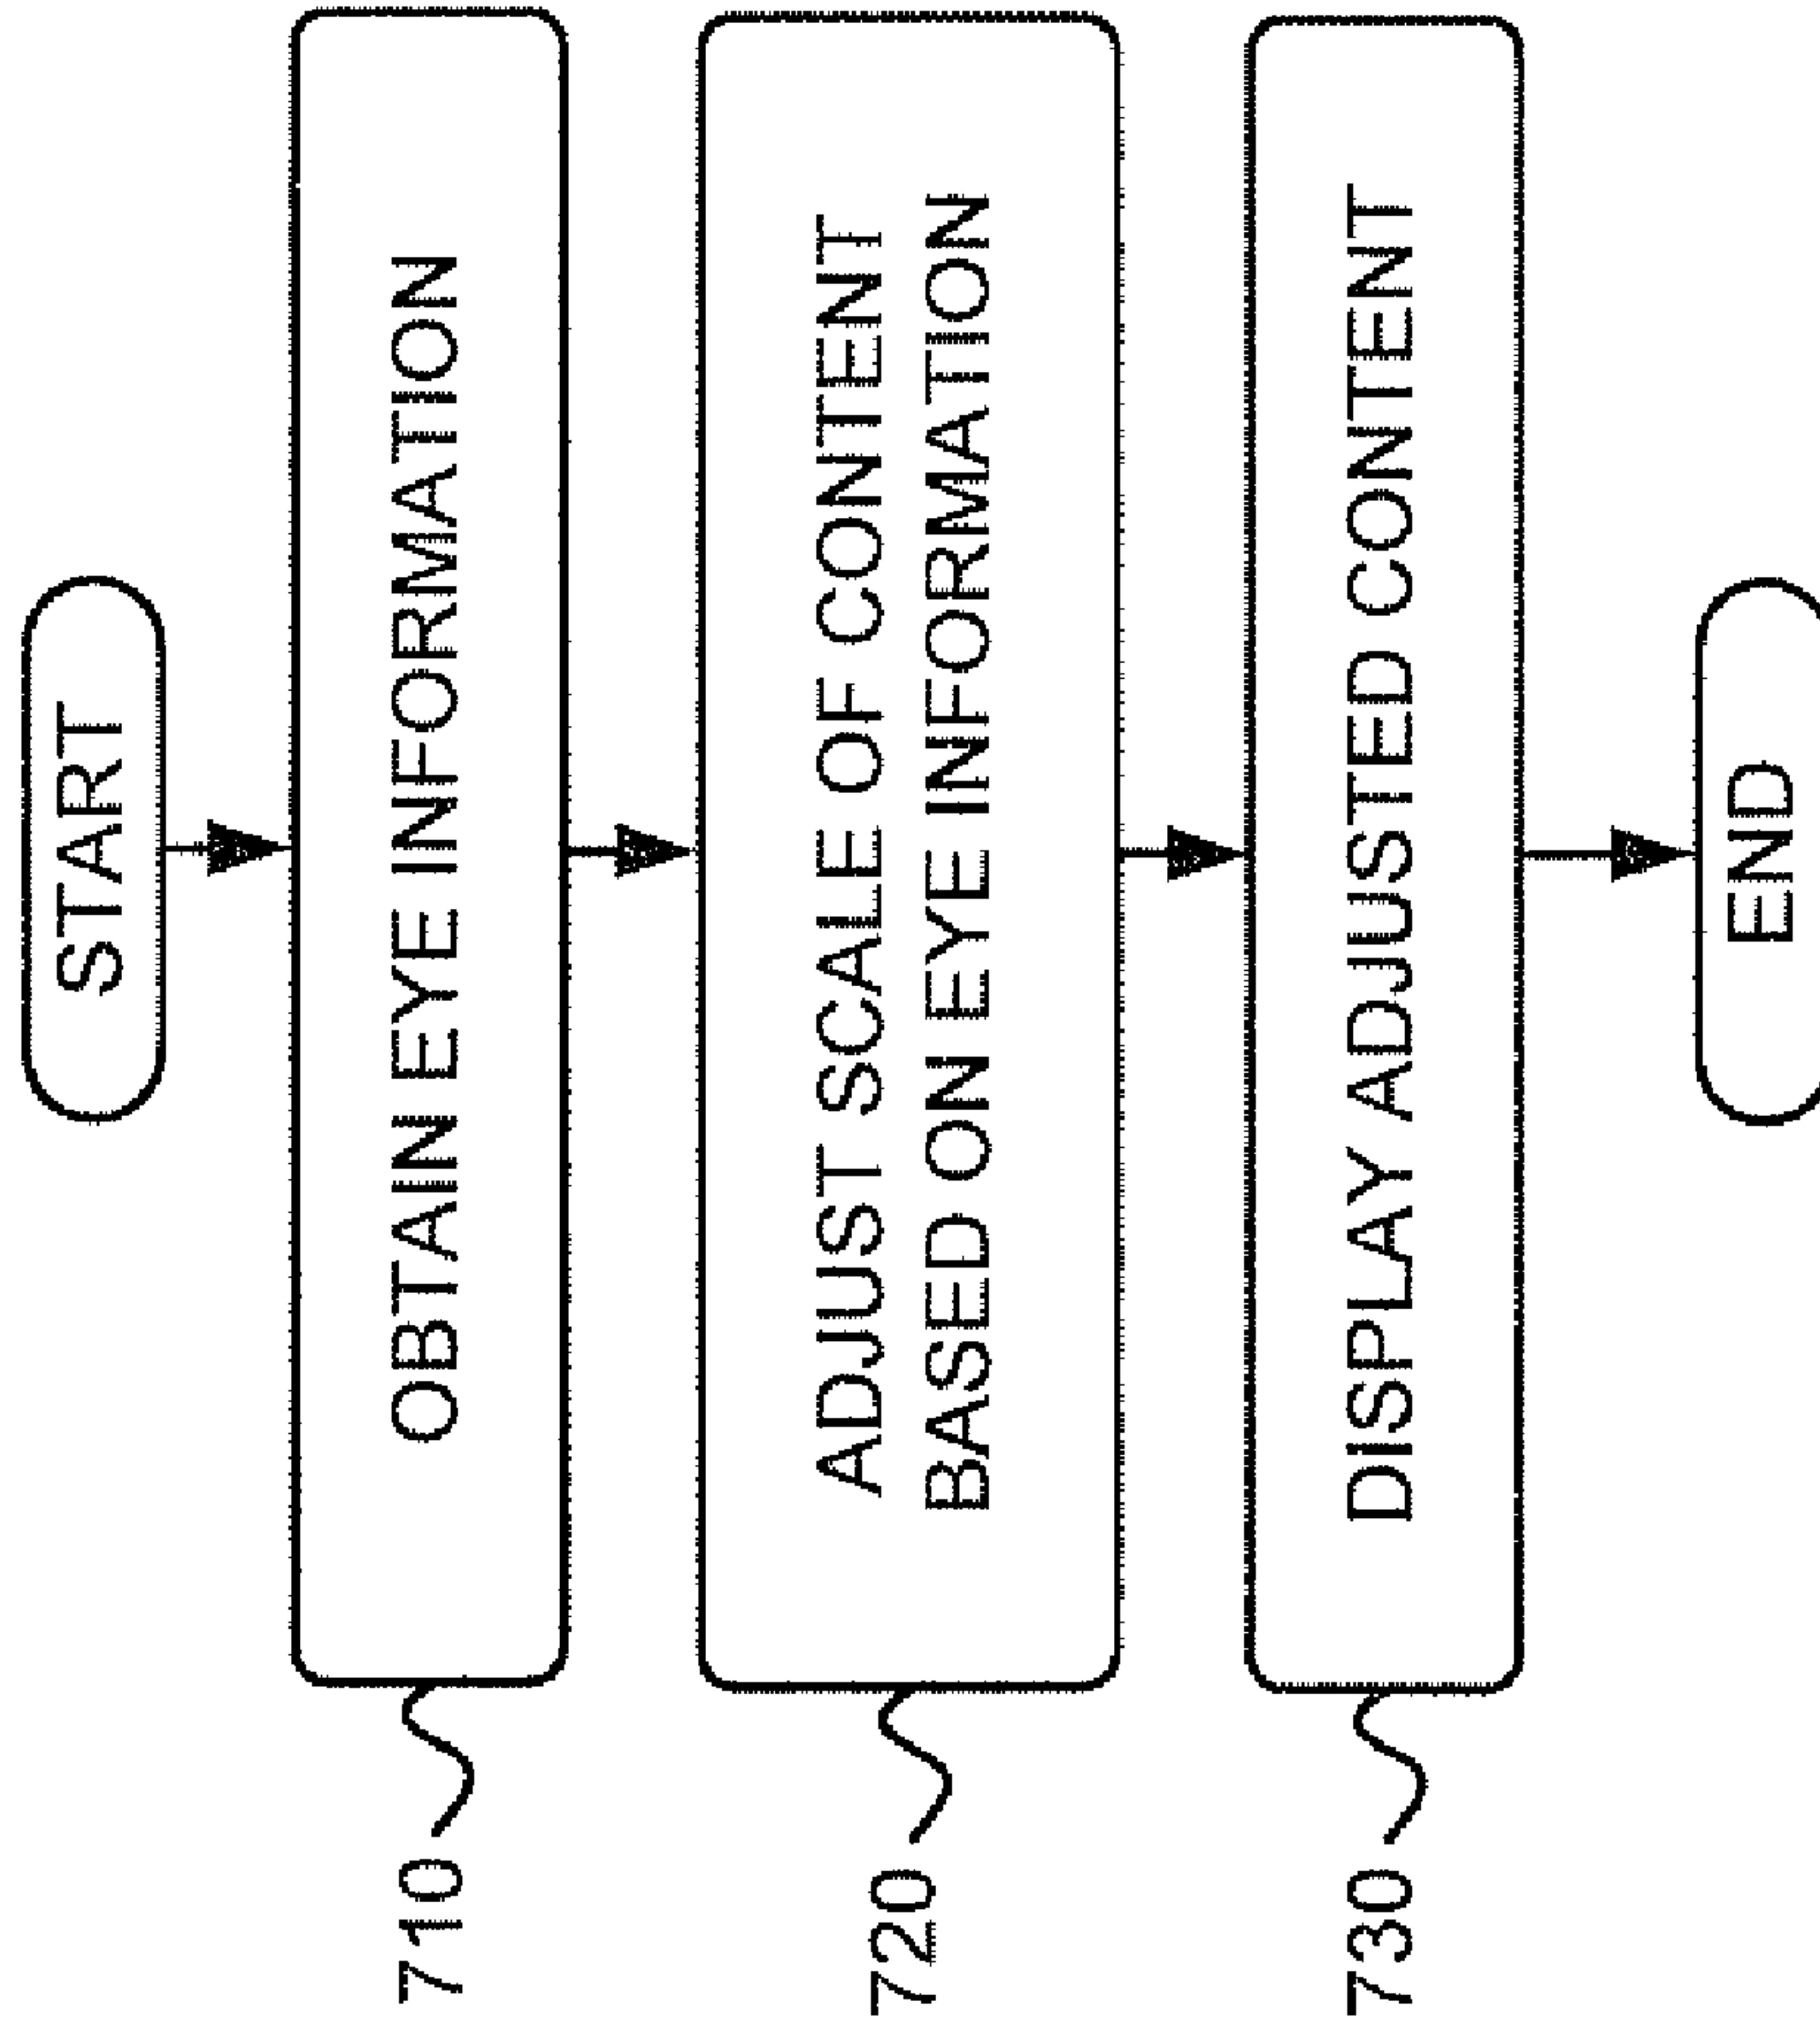 START
710
OBTAIN EYE INFORMATION
720
ADJUST SCALE OF CONTENT
BASED ON EYE INFORMATION
730
DISPLAY ADJUSTED CONTENT
END